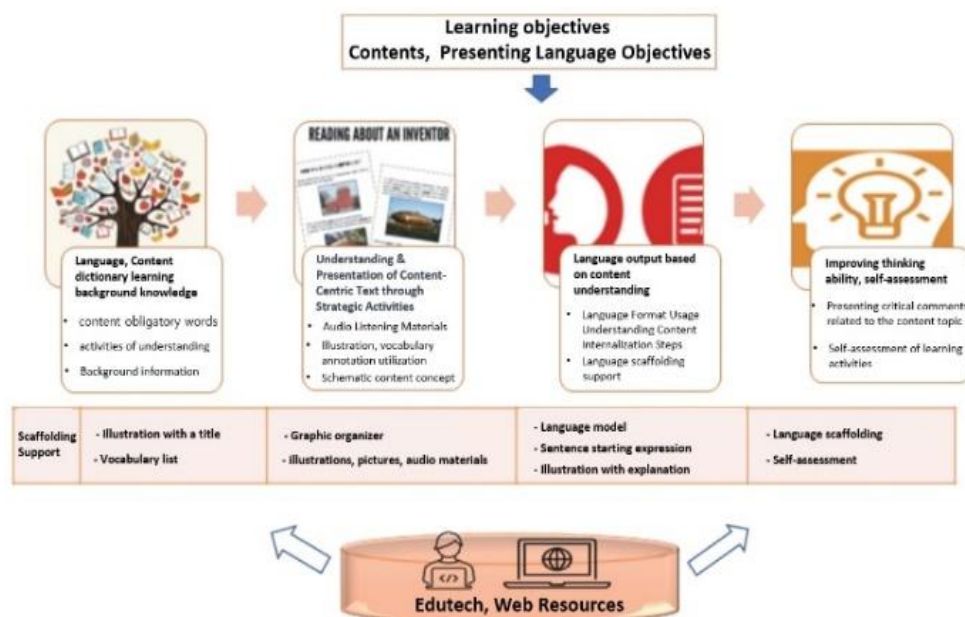 Learning objectives
Contents, Presenting Language Objectives
READING ABOUT AN INVENTOR
Language, Content
dictionary learning
background knowledge
• content obligatory words
• activities of understanding
• Background information
Understanding &
Presentation of Content-
Centric Text through
Strategic Activities
• Audio Listening Materials
• Illustration, vocabulary
annotation utilization
• Schematic content concept
Language output based
on content
understanding
• Language Format Usage
Understanding Content
Internalization Steps
• Language scaffolding
support
Improving thinking
ability, self-assessment
• Presenting critical comments
related to the content topic
• Self-assessment of learning
activities
Scaffolding
Support
- Illustration with a title
- Vocabulary list
- Graphic organizer
- illustrations, pictures, audio materials
- Language model
- Sentence starting expression
- Illustration with explanation
- Language scaffolding
- Self-assessment
</>
Edutech, Web Resources